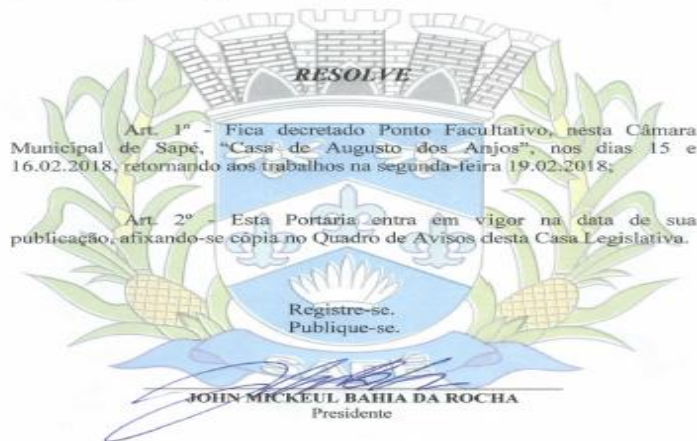 RESOLVE
Art. 1º - Fica decretado Ponto Facultativo, nesta Câmara
Municipal de Sapé, “Casa de Augusto dos Anjos”, nos dias 15 e
16.02.2018, retornando aos trabalhos na segunda-feira 19.02.2018;
Art. 2º - Esta Portaria entra em vigor na data de sua
publicação, afixando-se cópia no Quadro de Avisos desta Casa Legislativa.
Registre-se.
Publique-se.
SAPÉ
JOHN MICKEUL BAHIA DA ROCHA
Presidente